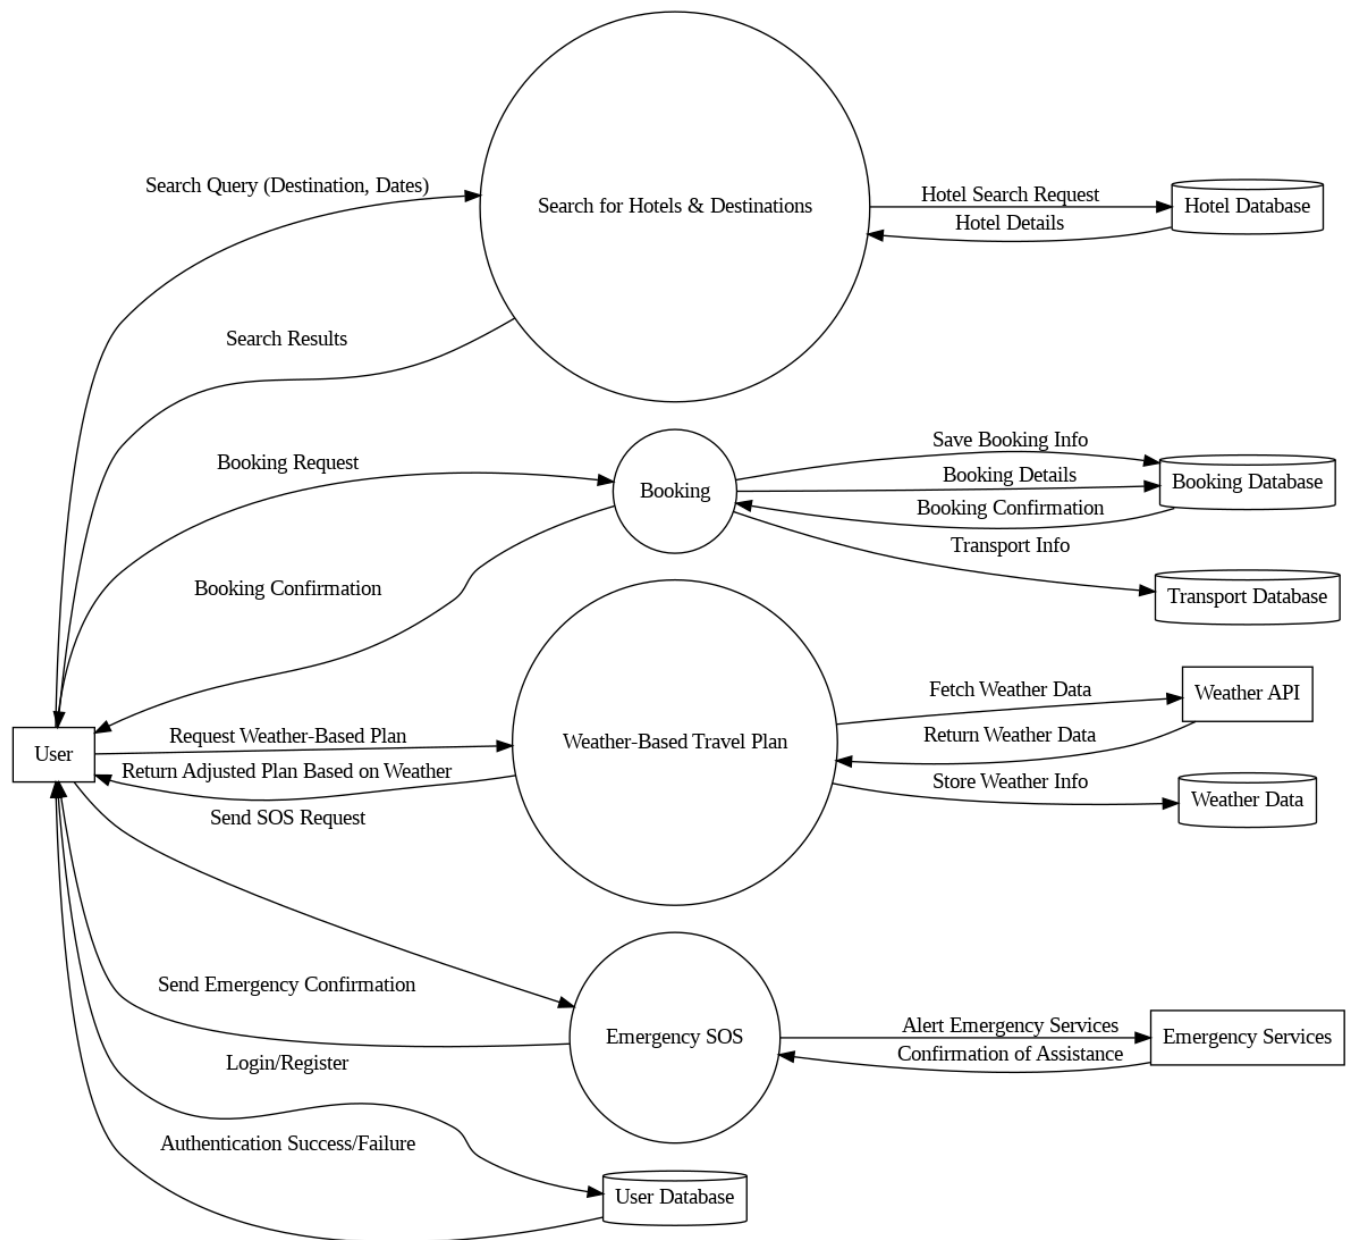 Search Query (Destination, Dates)
Search for Hotels & Destinations
Hotel Search Request
Hotel Details
Hotel Database
Search Results
Booking Request
Booking
Save Booking Info
Booking Details
Booking Confirmation
Booking Database
Transport Info
Transport Database
Booking Confirmation
User
Request Weather-Based Plan
Return Adjusted Plan Based on Weather
Weather-Based Travel Plan
Fetch Weather Data
Return Weather Data
Weather API
Store Weather Info
Weather Data
Send SOS Request
Send Emergency Confirmation
Emergency SOS
Alert Emergency Services
Confirmation of Assistance
Emergency Services
Login/Register
Authentication Success/Failure
User Database